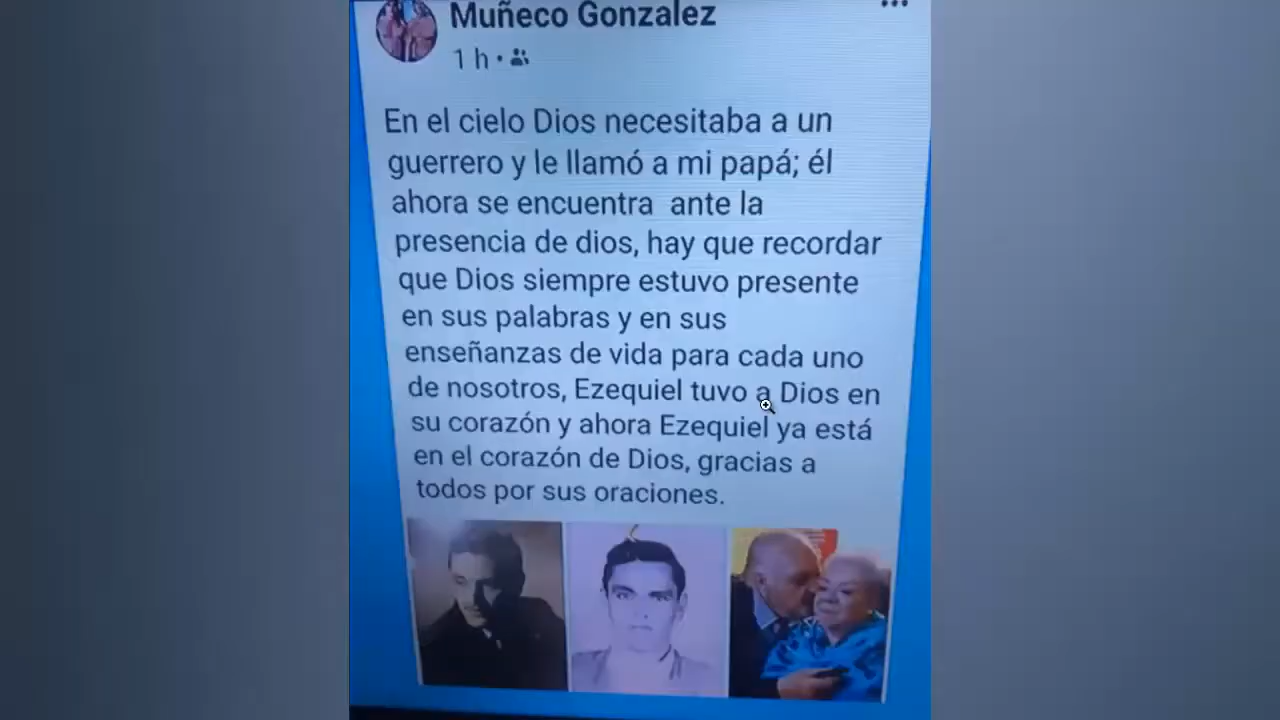 Muñeco Gonzalez
1 h •
En el cielo Dios necesitaba a un
guerrero y le llamó a mi papá; él
ahora se encuentra ante la
presencia de dios, hay que recordar
que Dios siempre estuvo presente
en sus palabras y en sus
enseñanzas de vida para cada uno
de nosotros, Ezequiel tuvo a Dios en
su corazón y ahora Ezequiel ya está
en el corazón de Dios, gracias a
todos por sus oraciones.